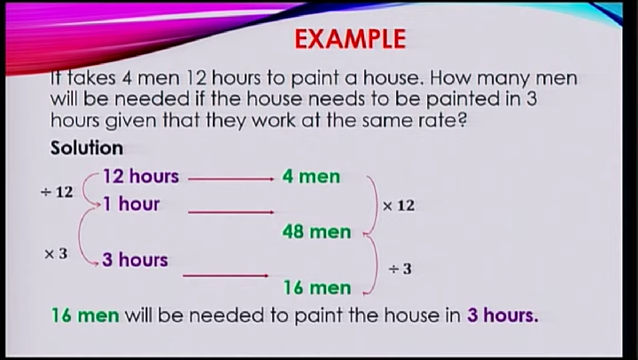 EXAMPLE
It takes 4 men 12 hours to paint a house. How many men
will be needed if the house needs to be painted in 3
hours given that they work at the same rate?
Solution
12 hours 4 men
÷ 12 × 12
1 hour
48 men
× 3 3 hours ÷ 3
16 men
16 men will be needed to paint the house in 3 hours.